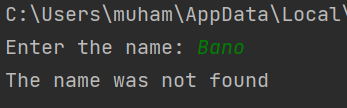 C:\Users\muham\AppData\Local\
Enter the name: Bano
The name was not found